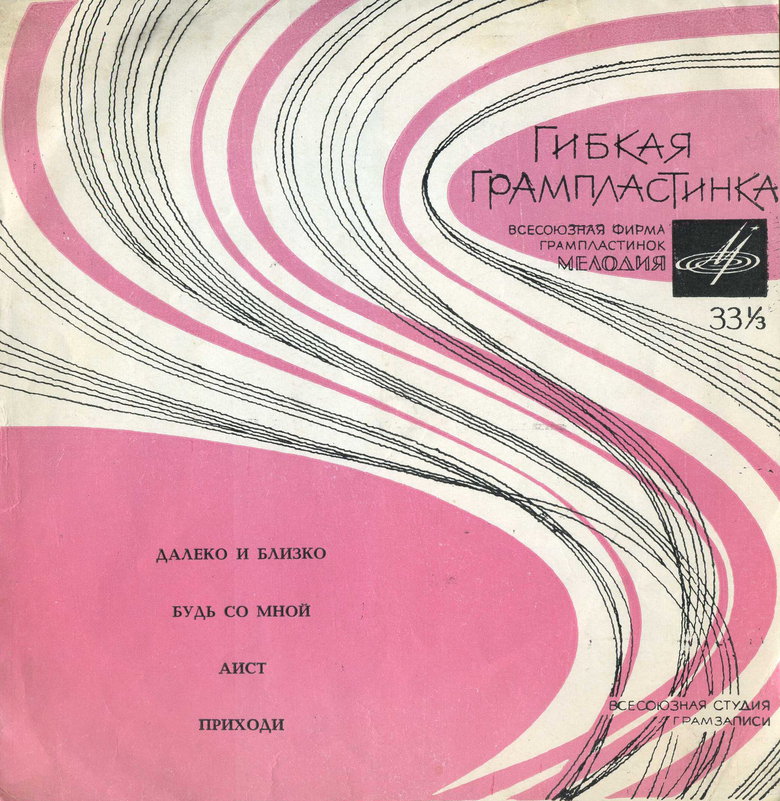 ГИБКАЯ
ГРАМПЛАСТИНКА
ВСЕСОЮЗНАЯ ФИРМА
ГРАМПЛАСТИНОК
МЕЛОДИЯ
33⅓
ДАЛЕКО И БЛИЗКО
БУДЬ СО МНОЙ
АИСТ
ПРИХОДИ
ВСЕСОЮЗНАЯ СТУДИЯ
ГРАМЗАПИСИ